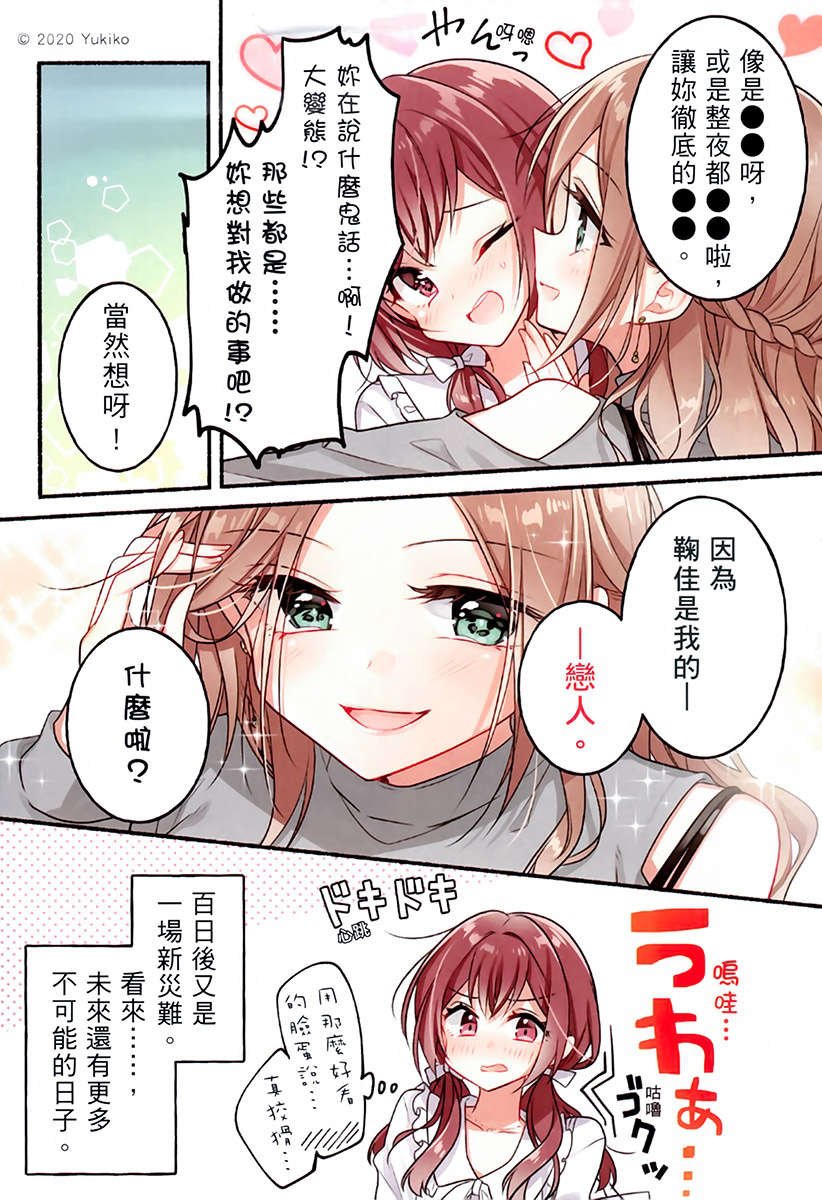 © 2020 Yukiko
像是●●呀，
或是整夜都●●啦，
讓妳徹底的●●。
やんっ
呀嗯
妳在說什麼鬼話…啊！
大變態!?
那些都是……
妳想對我做的事吧!?
當然想呀！
因為
鞠佳是我的—
—戀人。
什麼啦？
うわぁ…
嗚哇…
ゴクッ
咕嚕
ドキドキ
心跳
用那麼好看
的臉蛋說…
真狡猾…
百日後又是
一場新災難。
看來……，
未來還有更多
不可能的日子。